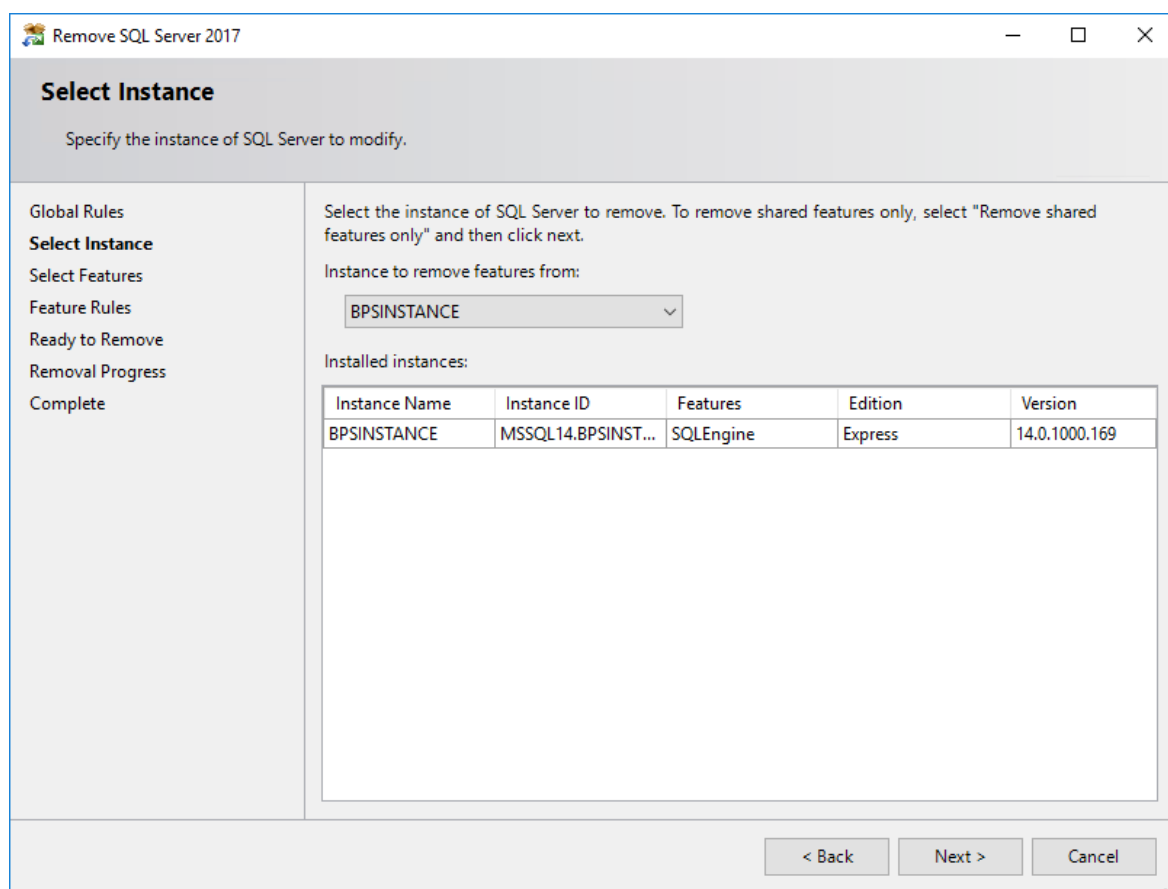 Remove SQL Server 2017
Select Instance
Specify the instance of SQL Server to modify.
Global Rules
Select Instance
Select Features
Feature Rules
Ready to Remove
Removal Progress
Complete
Select the instance of SQL Server to remove. To remove shared features only, select "Remove shared
features only" and then click next.
Instance to remove features from:
BPSINSTANCE
Installed instances:
Instance Name Instance ID Features Edition Version
BPSINSTANCE MSSQL14.BPSINST... SQLEngine Express 14.0.1000.169
< Back Next > Cancel